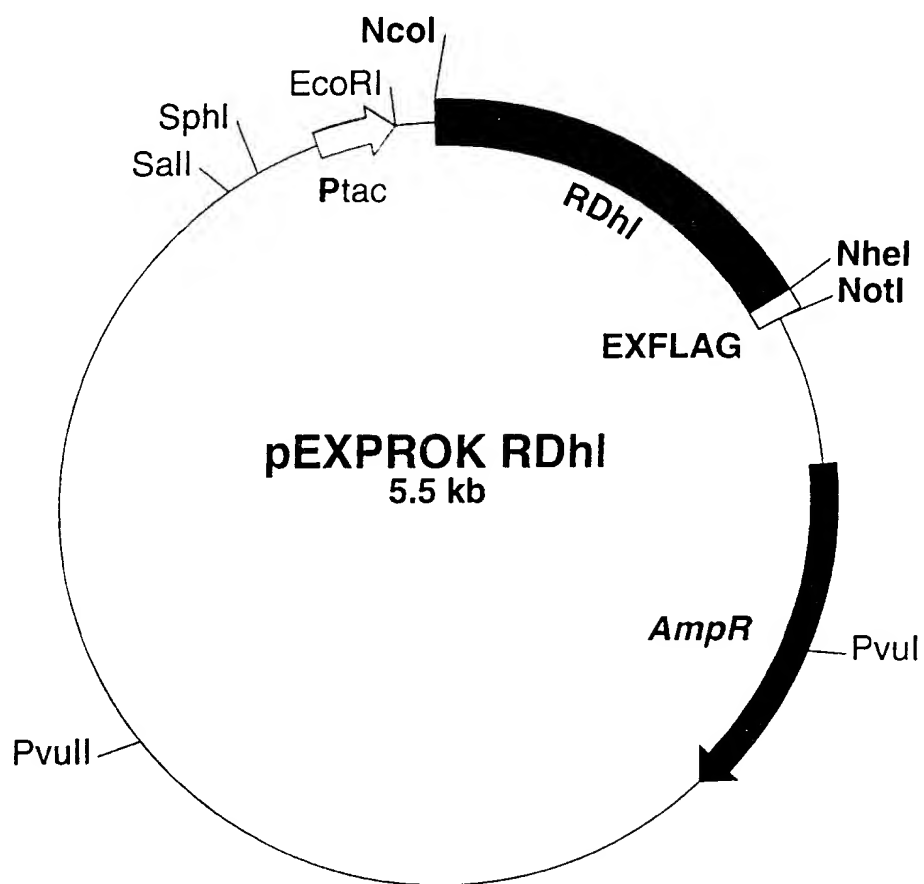 NcoI
EcoRI
SphI
SalI
Ptac
RDhI
NheI
NotI
EXFLAG
pEXPROK RDhI
5.5 kb
AmpR
PvuI
PvuII